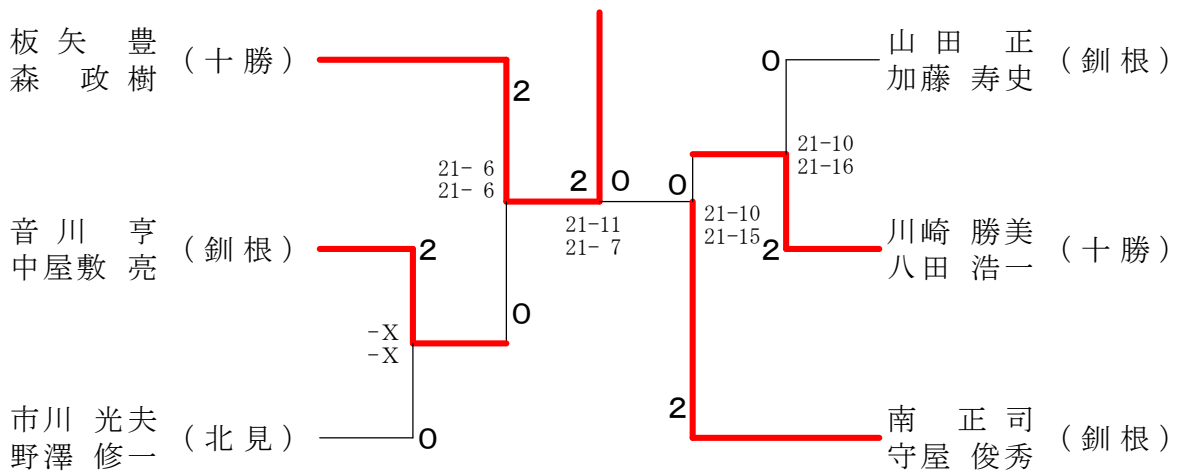 板矢 豊
森 政樹
(十勝)
2
21- 6
21- 6
音川 亨
中屋敷 亮
(釧根)
2
0
-X
-X
市川 光夫
野澤 修一
(北見)
0
2 0
21-11
21- 7
山田 正
加藤 寿史
(釧根)
0
21-10
21-16
0
21-10
21-15
川崎 勝美
八田 浩一
(十勝)
2
南 正司
守屋 俊秀
(釧根)
2